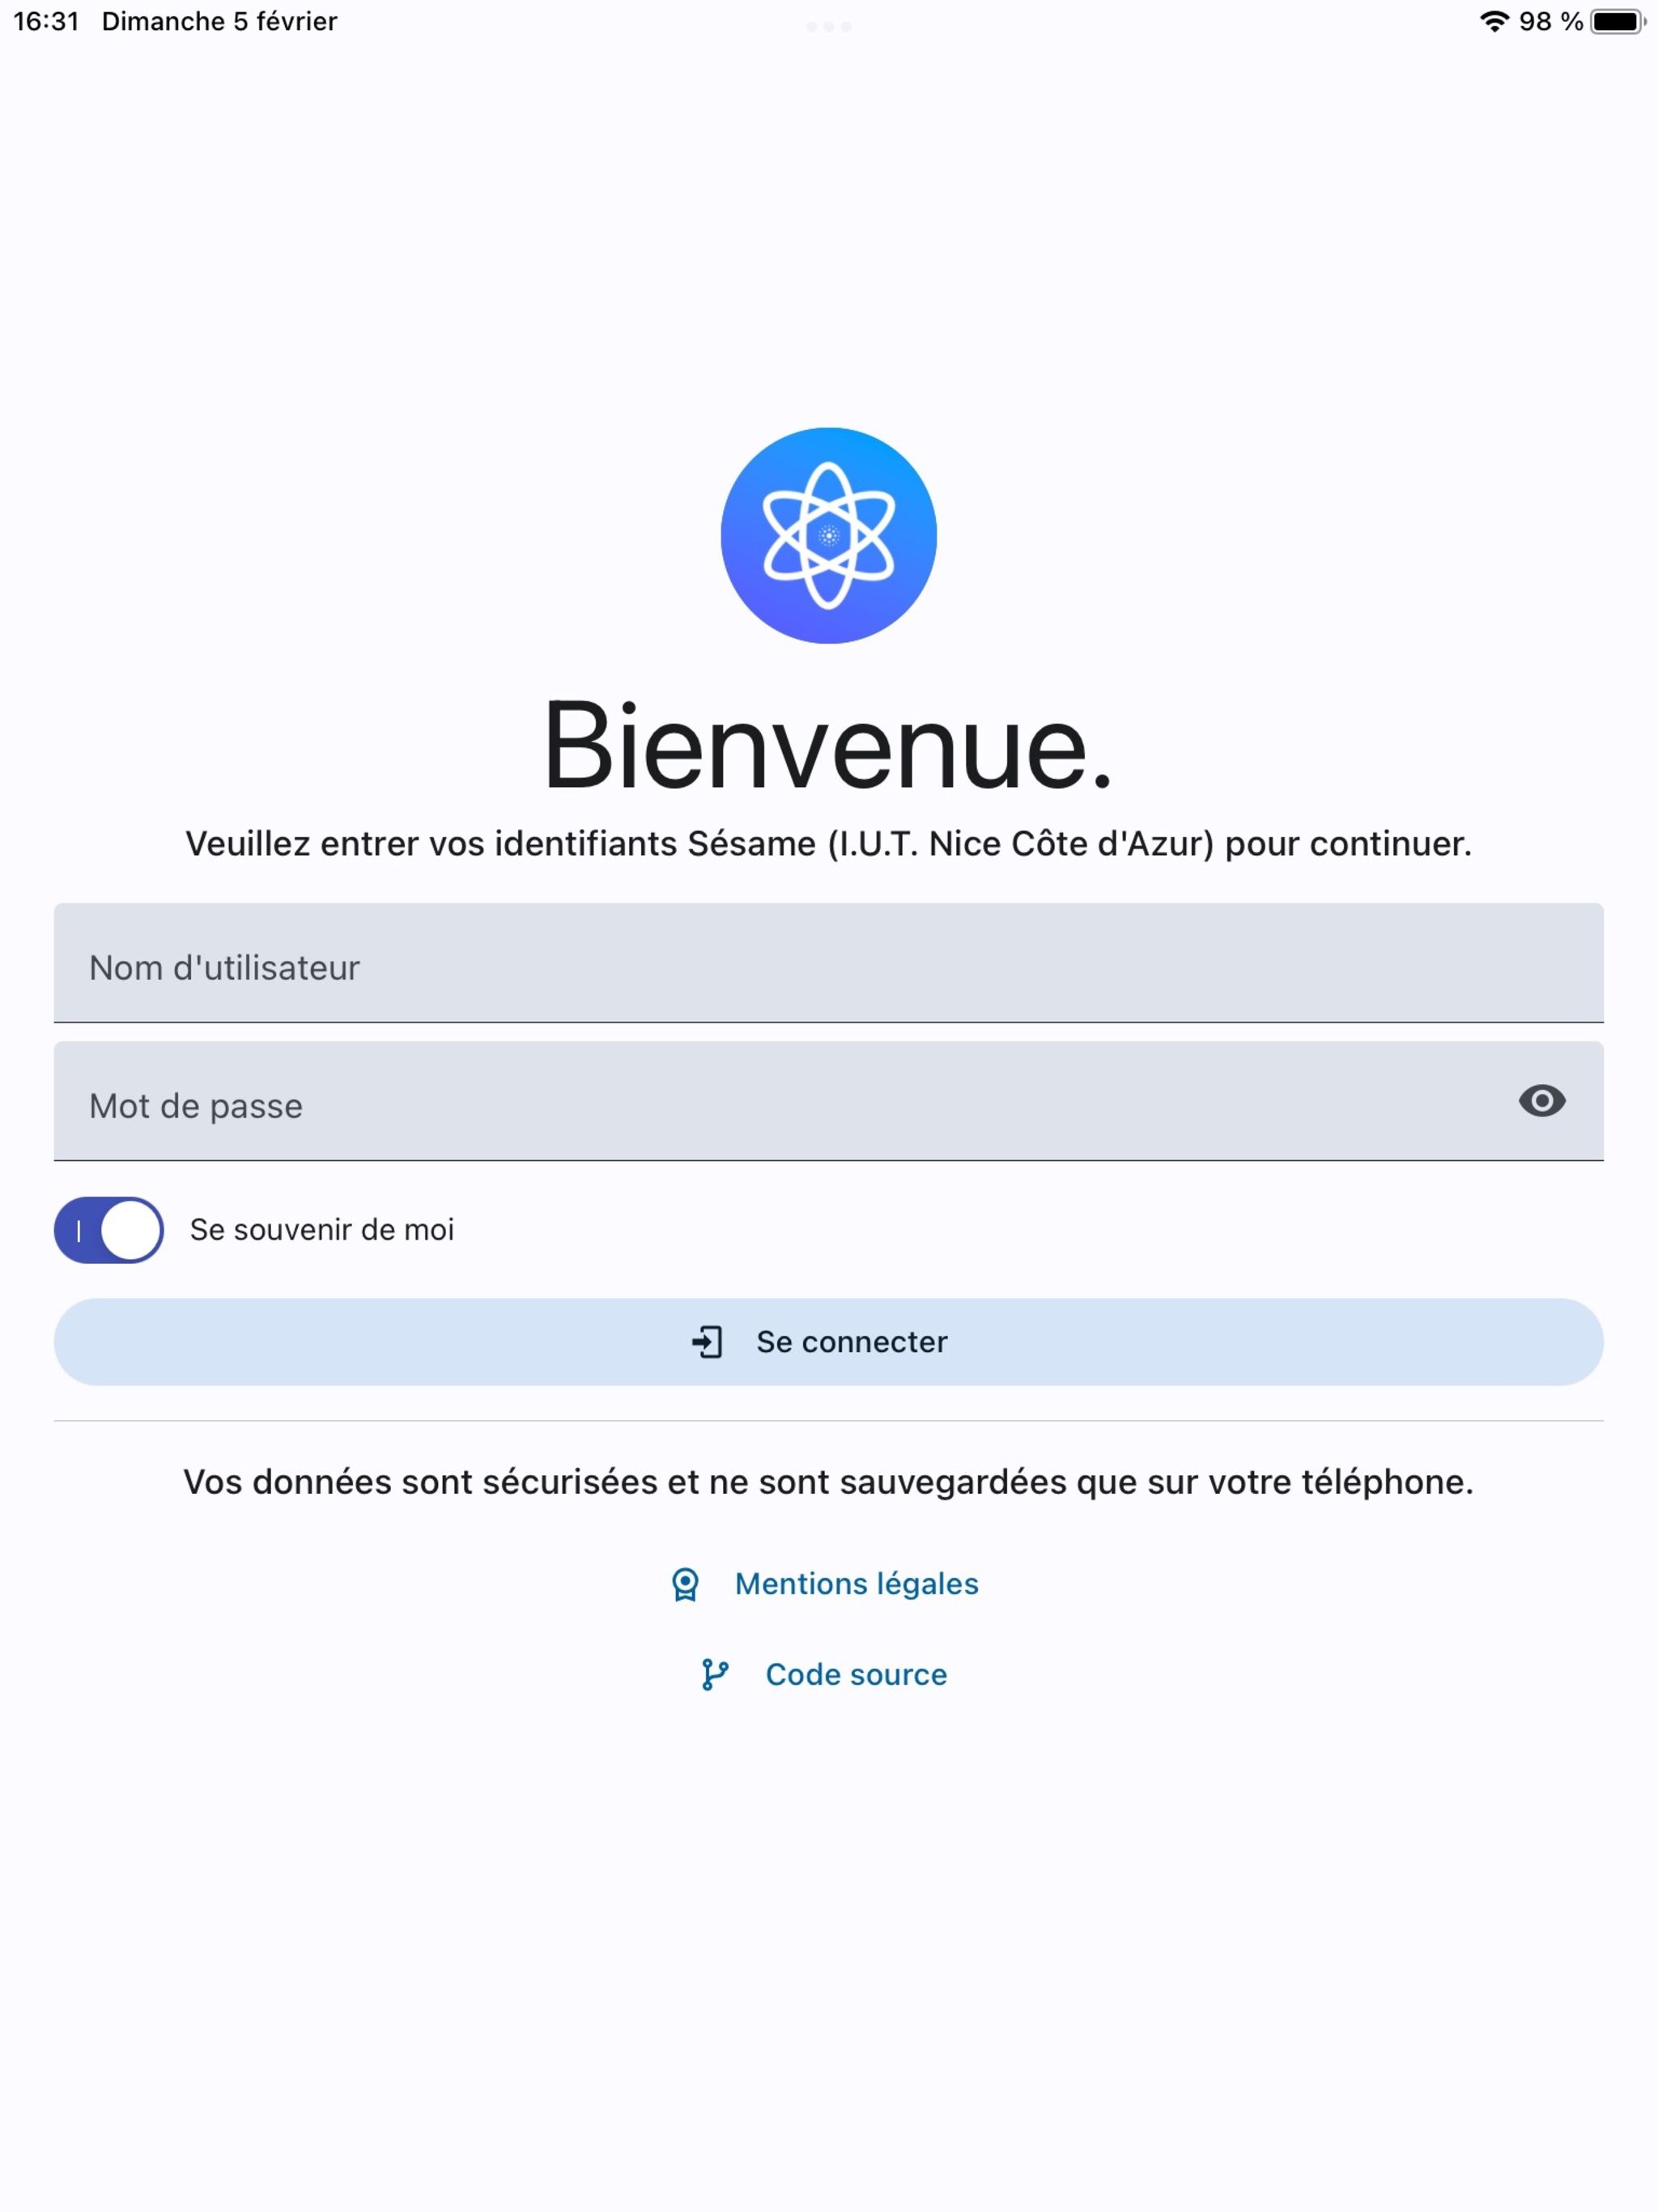 16:31 Dimanche 5 février 98 %
Bienvenue.
Veuillez entrer vos identifiants Sésame (I.U.T. Nice Côte d'Azur) pour continuer.
Nom d'utilisateur
Mot de passe
Se souvenir de moi
Se connecter
Vos données sont sécurisées et ne sont sauvegardées que sur votre téléphone.
Mentions légales
Code source